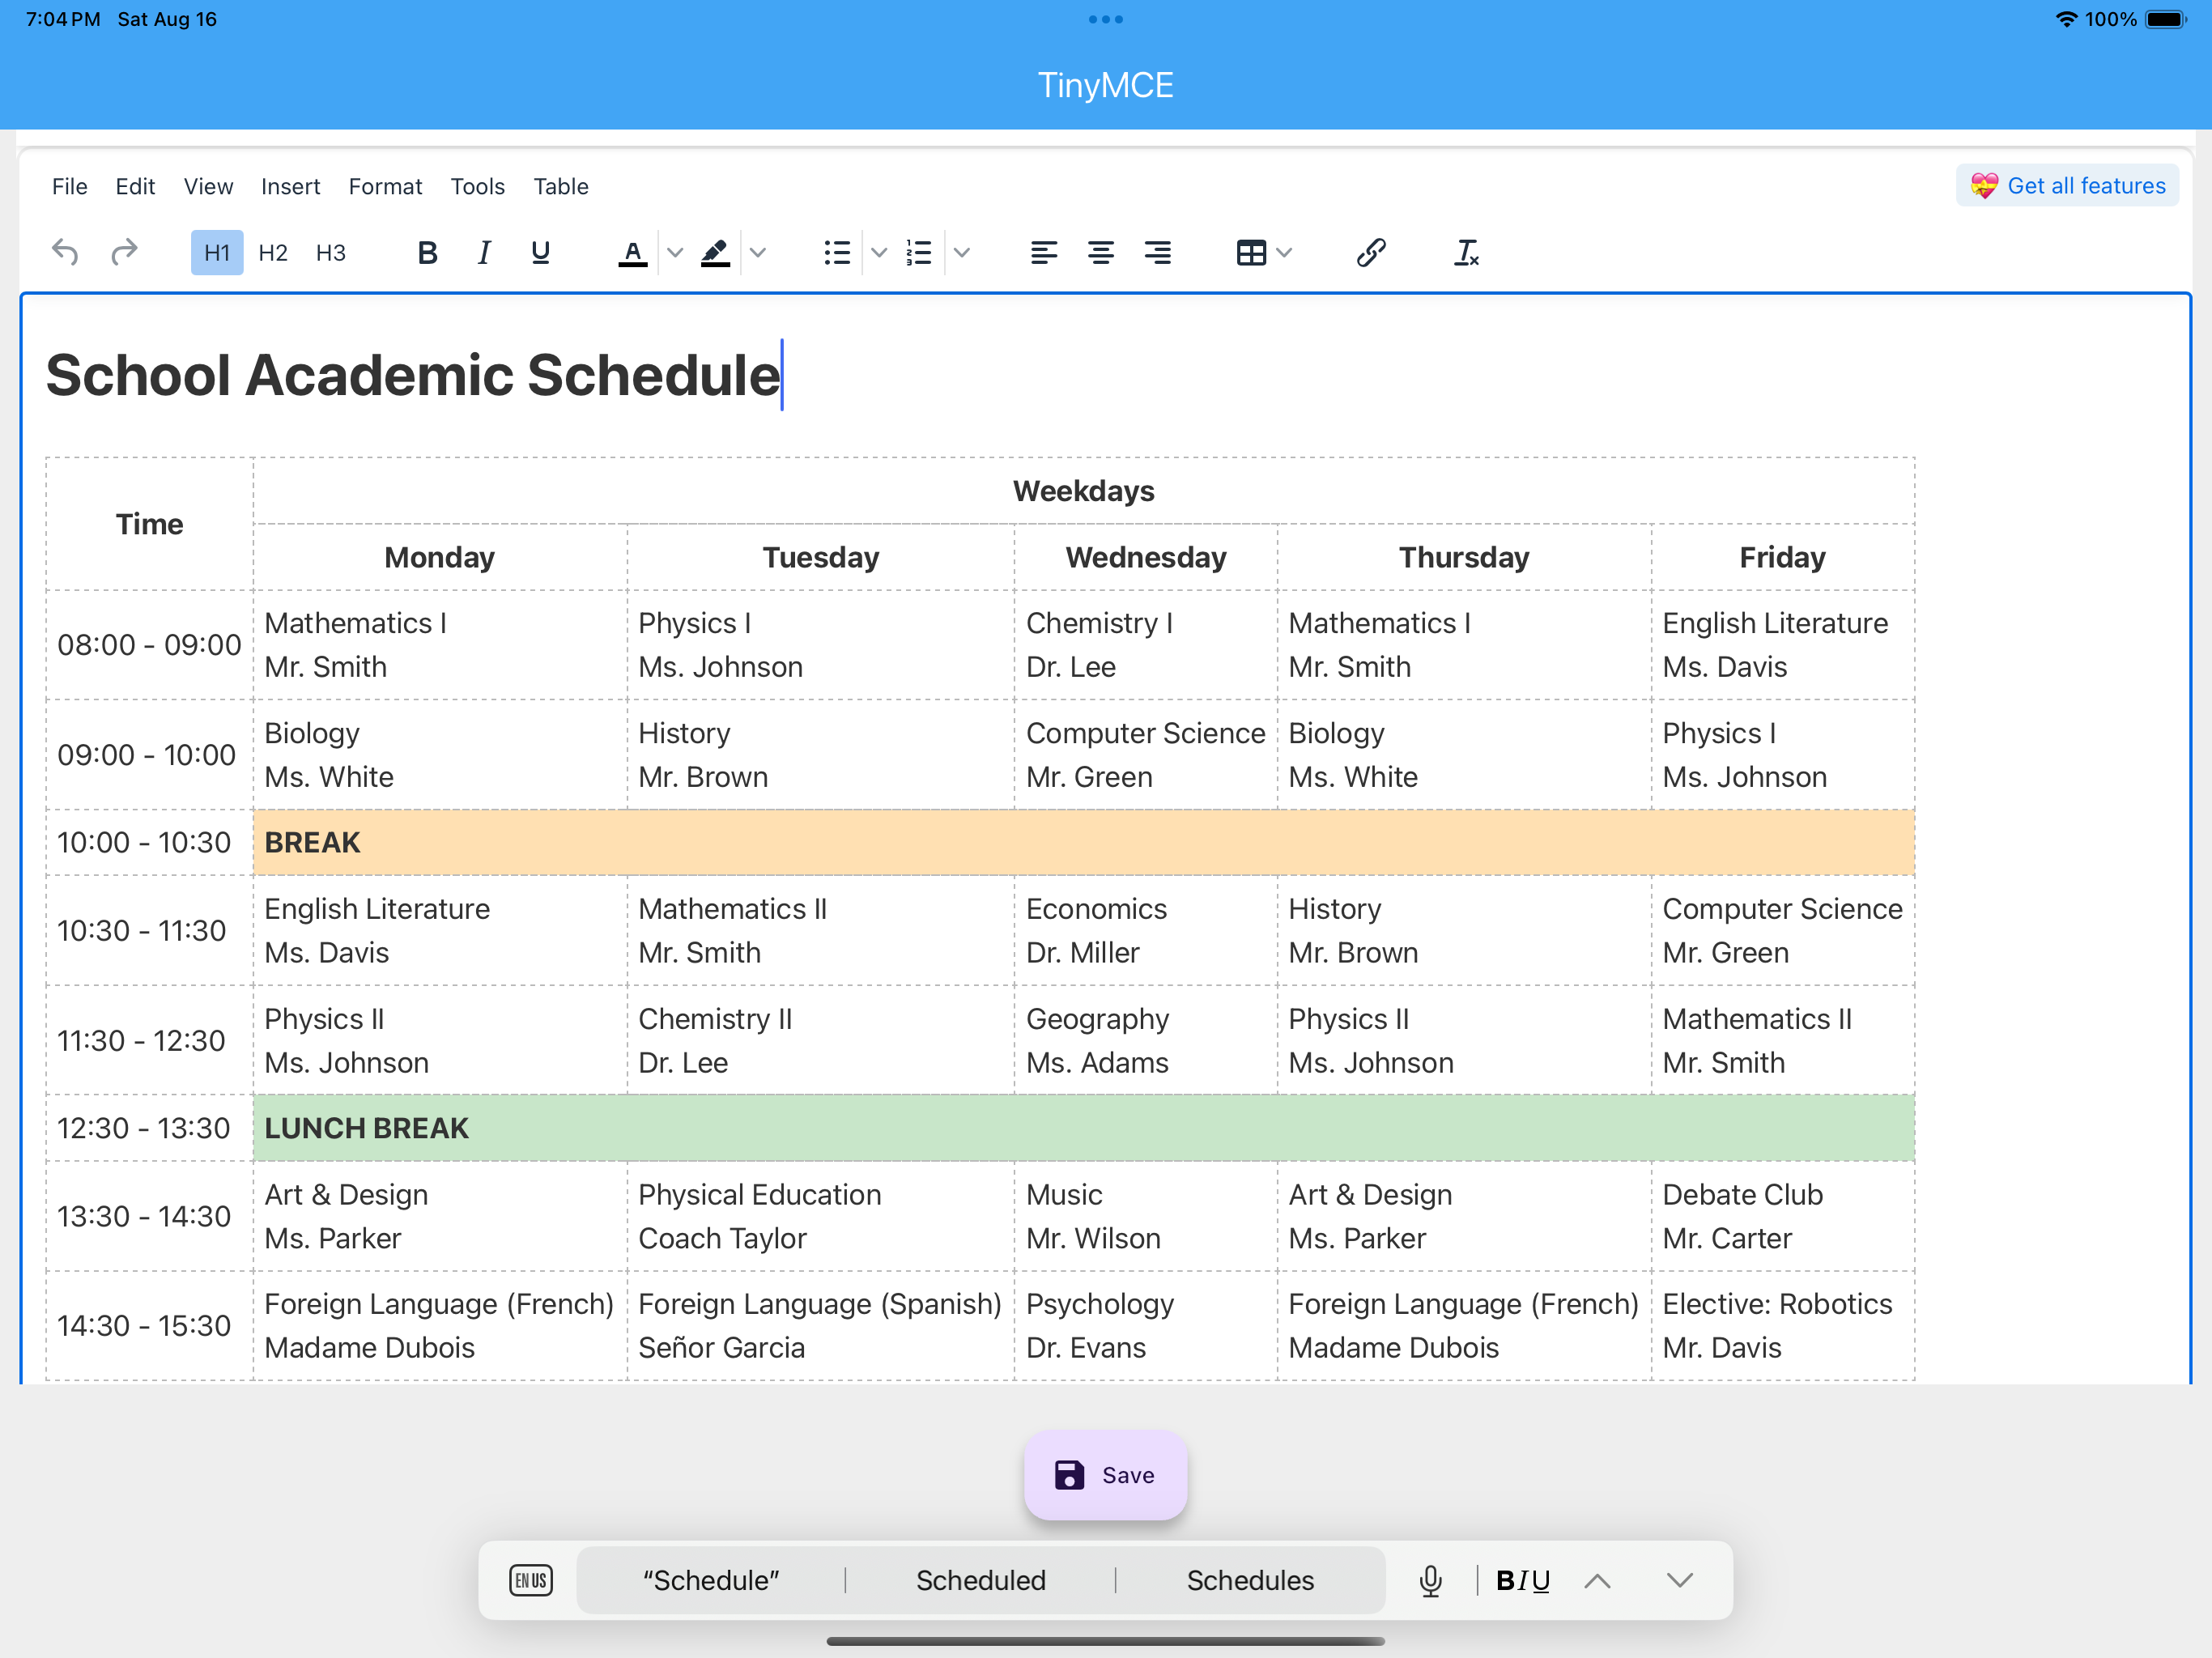 7:04 PM Sat Aug 16
100%
TinyMCE
File Edit View Insert Format Tools Table
💝 Get all features
H1 H2 H3 B I U A
School Academic Schedule
Time Weekdays
Monday Tuesday Wednesday Thursday Friday
08:00 - 09:00
Mathematics I Physics I Chemistry I Mathematics I English Literature
Mr. Smith Ms. Johnson Dr. Lee Mr. Smith Ms. Davis
09:00 - 10:00
Biology History Computer Science Biology Physics I
Ms. White Mr. Brown Mr. Green Ms. White Ms. Johnson
10:00 - 10:30 BREAK
10:30 - 11:30
English Literature Mathematics II Economics History Computer Science
Ms. Davis Mr. Smith Dr. Miller Mr. Brown Mr. Green
11:30 - 12:30
Physics II Chemistry II Geography Physics II Mathematics II
Ms. Johnson Dr. Lee Ms. Adams Ms. Johnson Mr. Smith
12:30 - 13:30 LUNCH BREAK
13:30 - 14:30
Art & Design Physical Education Music Art & Design Debate Club
Ms. Parker Coach Taylor Mr. Wilson Ms. Parker Mr. Carter
14:30 - 15:30
Foreign Language (French) Foreign Language (Spanish) Psychology Foreign Language (French) Elective: Robotics
Madame Dubois Señor Garcia Dr. Evans Madame Dubois Mr. Davis
Save
EN US “Schedule” Scheduled Schedules BIU